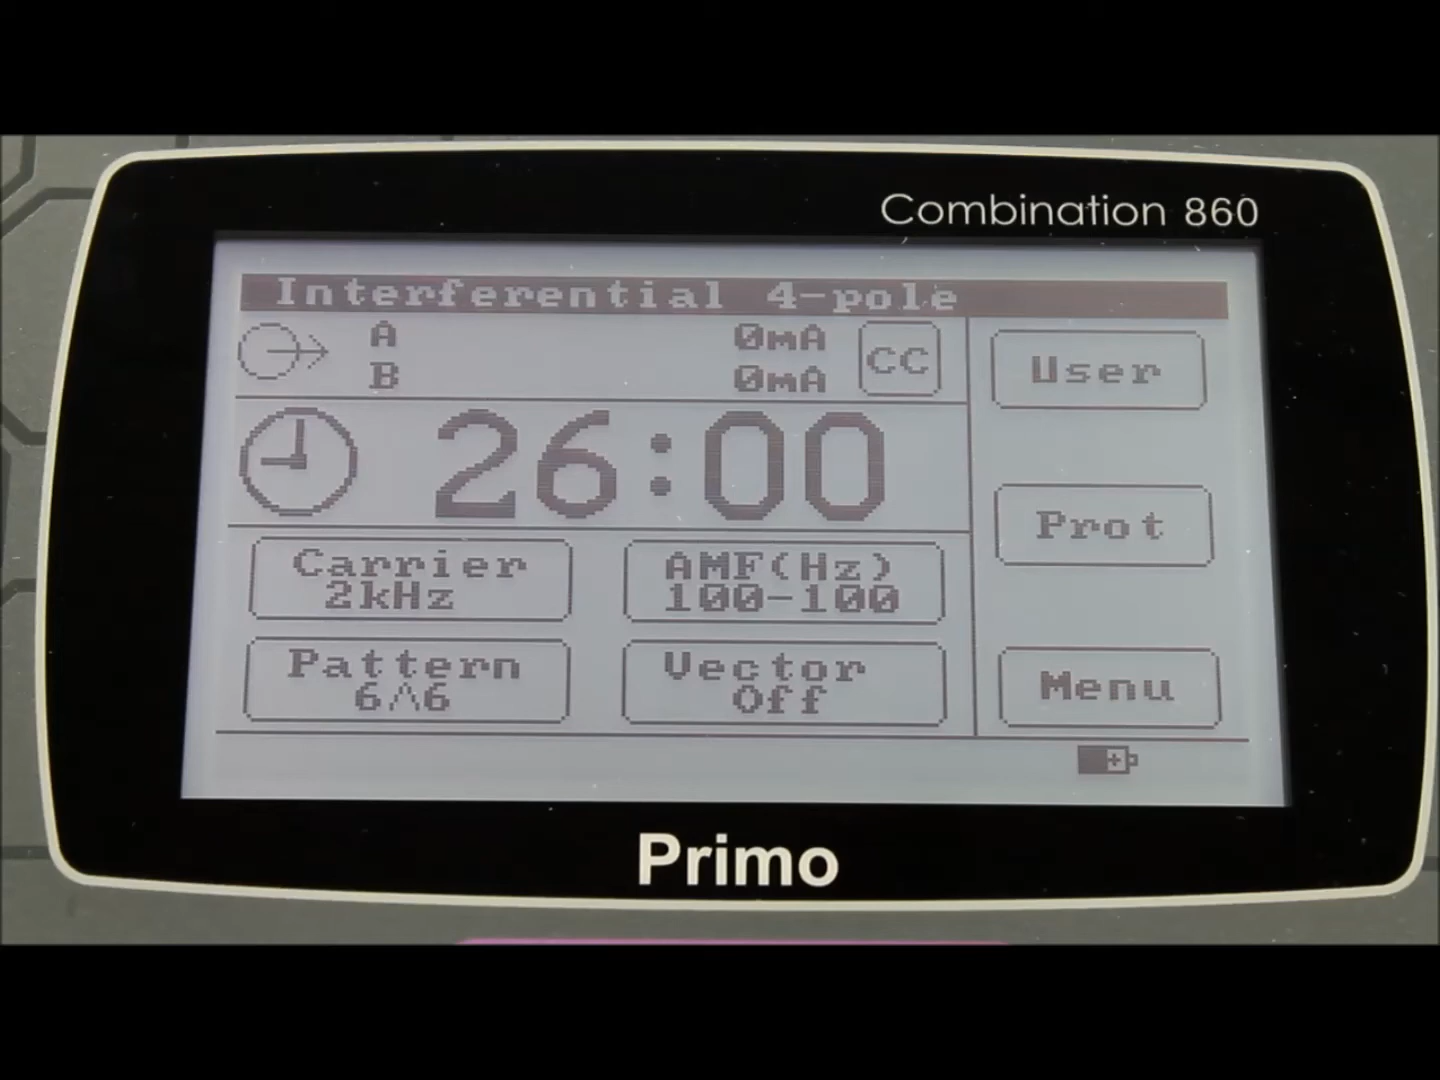 Combination 860
Interferential 4-pole
A 0mA CC
B 0mA
User
26:00
Prot
Carrier
2kHz
AMF(Hz)
100-100
Pattern
6/\6
Vector
Off
Menu
Primo